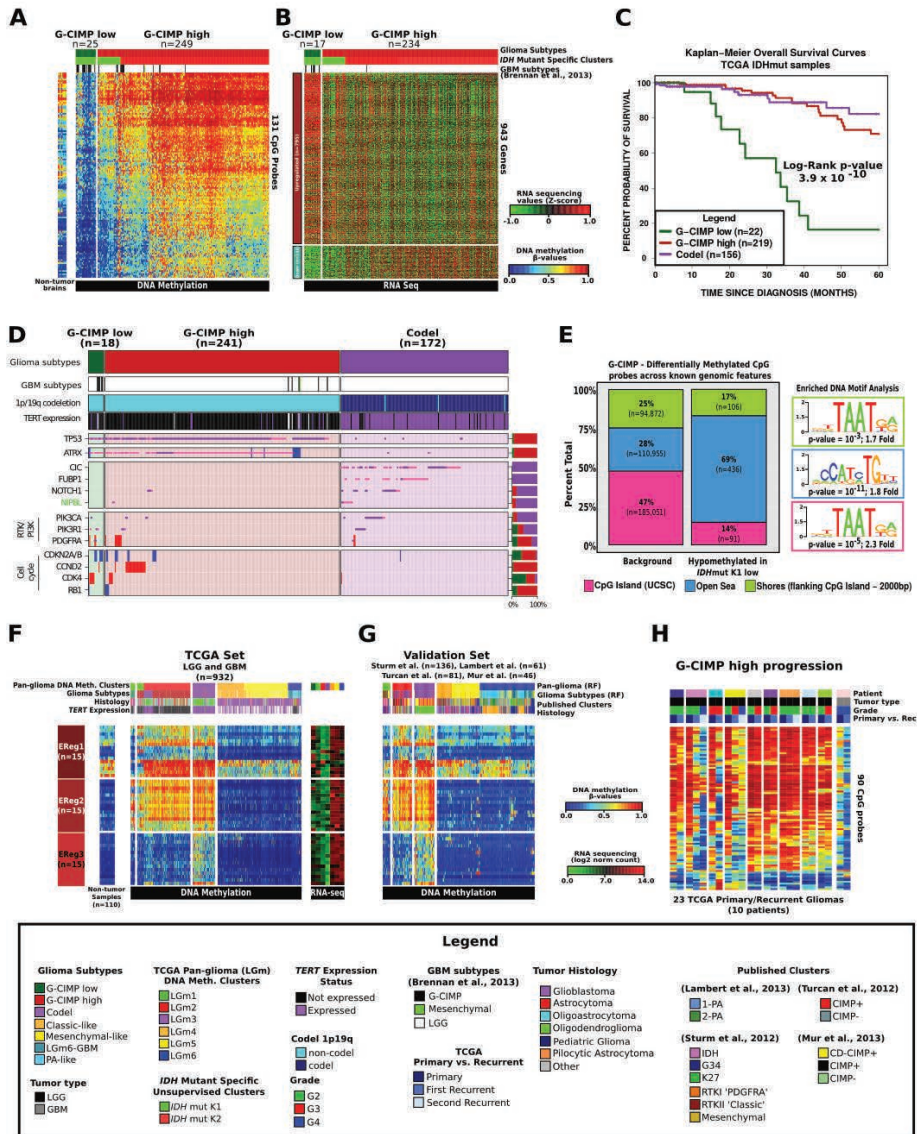 A
G-CIMP low
n=25
G-CIMP high
n=249
131 CpG Probes
Non-tumor
brains
DNA Methylation
B
G-CIMP low
n=17
G-CIMP high
n=234
Glioma Subtypes
IDH Mutant Specific Clusters
GBM subtypes
(Brennan et al., 2013)
943 Genes
RNA sequencing
values (Z-score)
-1.0 0 1.0
DNA methylation
β-values
0.0 1.0
RNA Seq
C
Kaplan-Meier Overall Survival Curves
TCGA IDHmut samples
PERCENT PROBABILITY OF SURVIVAL
100
80
60
40
20
0
Log-Rank p-value
3.9 x 10 -10
Legend
G-CIMP low (n=22)
G-CIMP high (n=219)
Codel (n=156)
0 10 20 30 40 50 60
TIME SINCE DIAGNOSIS (MONTHS)
D
G-CIMP low
(n=18)
G-CIMP high
(n=241)
Codel
(n=172)
Glioma subtypes
GBM subtypes
1p/19q codeletion
TERT expression
TP53
ATRX
CIC
FUBP1
NOTCH1
NIPBL
RTK/
PI3K
PIK3CA
PIK3R1
PDGFRA
Cell
cycle
CDKN2A/B
CCND2
CDK4
RB1
0% 100%
E
G-CIMP - Differentially Methylated CpG
probes across known genomic features
Percent Total
100%
75%
50%
25%
0%
25%
(n=94,872)
28%
(n=110,955)
47%
(n=185,051)
17%
(n=106)
69%
(n=436)
14%
(n=91)
Background
Hypomethylated in
IDHmut K1 low
CpG Island (UCSC)
Open Sea
Shores (flanking CpG Island ~ 2000bp)
Enriched DNA Motif Analysis
p-value = 10-3; 1.7 Fold
p-value = 10-11; 1.8 Fold
p-value = 10-5; 2.3 Fold
F
TCGA Set
LGG and GBM
(n=932)
Pan-glioma DNA Meth. Clusters
Glioma Subtypes
Histology
TERT Expression
EReg1
(n=15)
EReg2
(n=15)
EReg3
(n=15)
Non-tumor
Samples
(n=110)
DNA Methylation
RNA-seq
G
Validation Set
Sturm et al. (n=136), Lambert et al. (n=61)
Turcan et al. (n=81), Mur et al. (n=46)
Pan-glioma (RF)
Glioma Subtypes (RF)
Published Clusters
Histology
DNA methylation
β-values
0.0 1.0
RNA sequencing
(log2 norm count)
0.0 7.0 14.0
DNA Methylation
H
G-CIMP high progression
Patient
Tumor type
Grade
Primary vs. Rec
90 CpG probes
23 TCGA Primary/Recurrent Gliomas
(10 patients)
Legend
Glioma Subtypes
G-CIMP low
G-CIMP high
Codel
Classic-like
Mesenchymal-like
LGm6-GBM
PA-like
Tumor type
LGG
GBM
TCGA Pan-glioma (LGm)
DNA Meth. Clusters
LGm1
LGm2
LGm3
LGm4
LGm5
LGm6
IDH Mutant Specific
Unsupervised Clusters
IDH mut K1
IDH mut K2
TERT Expression
Status
Not expressed
Expressed
Codel 1p19q
non-codel
codel
Grade
G2
G3
G4
GBM subtypes
(Brennan et al., 2013)
G-CIMP
Mesenchymal
LGG
TCGA
Primary vs. Recurrent
Primary
First Recurrent
Second Recurrent
Tumor Histology
Glioblastoma
Astrocytoma
Oligoastrocytoma
Oligodendroglioma
Pediatric Glioma
Pilocytic Astrocytoma
Other
Published Clusters
(Lambert et al., 2013)
1-PA
2-PA
(Sturm et al., 2012)
IDH
G34
K27
RTKI 'PDGFRA'
RTKII 'Classic'
Mesenchymal
(Turcan et al., 2012)
CIMP+
CIMP-
(Mur et al., 2013)
CD-CIMP+
CIMP+
CIMP-